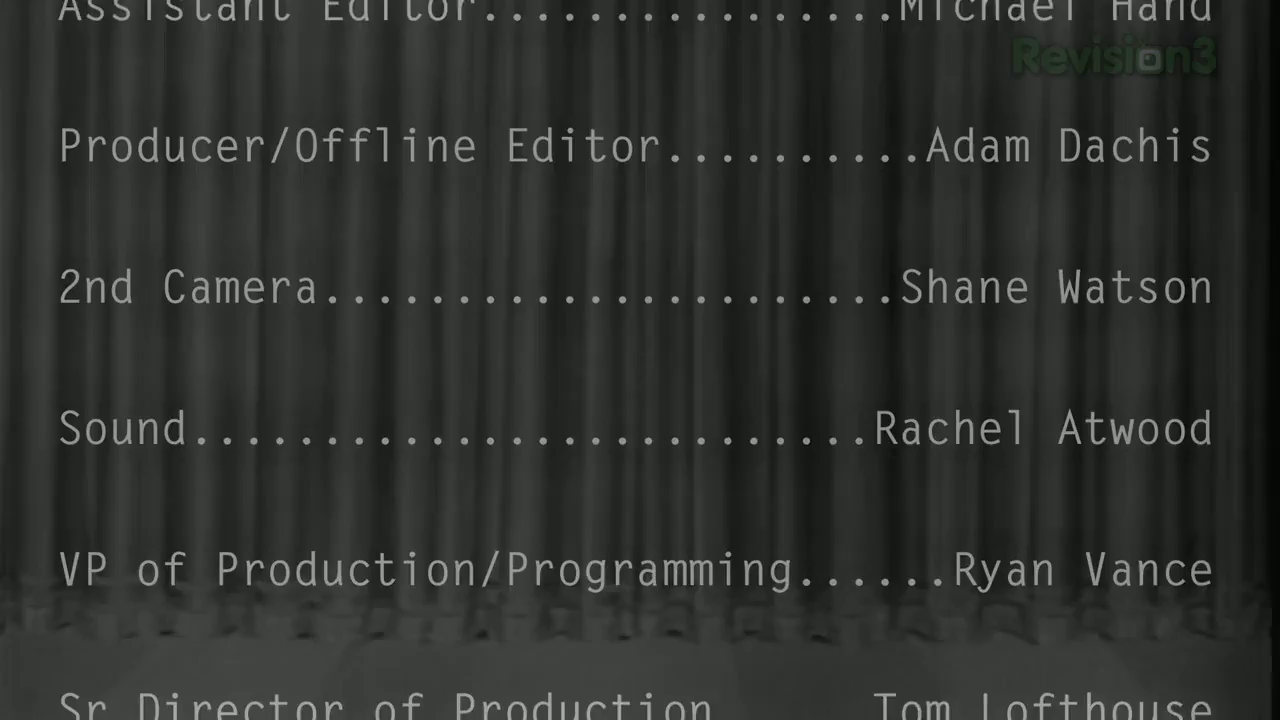 Assistant Editor................Michael Hand
Revision3
Producer/Offline Editor..........Adam Dachis
2nd Camera......................Shane Watson
Sound..........................Rachel Atwood
VP of Production/Programming......Ryan Vance
Sr Director of Production Tom Lofthouse